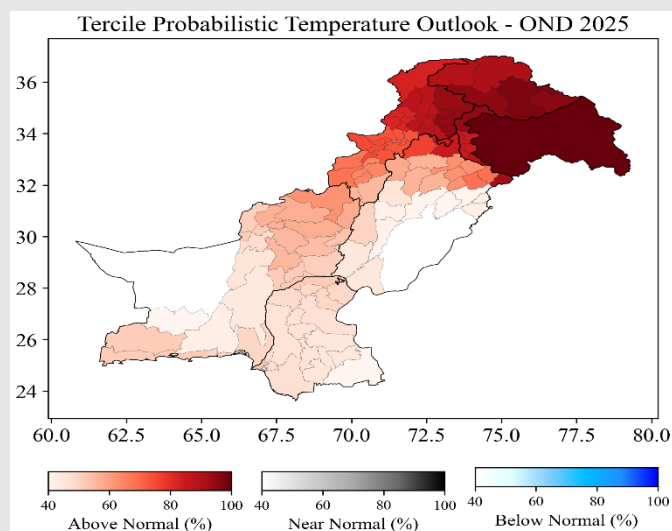 Tercile Probabilistic Temperature Outlook - OND 2025
36
34
32
30
28
26
24
60.0 62.5 65.0 67.5 70.0 72.5 75.0 77.5 80.0
40 60 80 100 40 60 80 100 40 60 80 100
Above Normal (%) Near Normal (%) Below Normal (%)